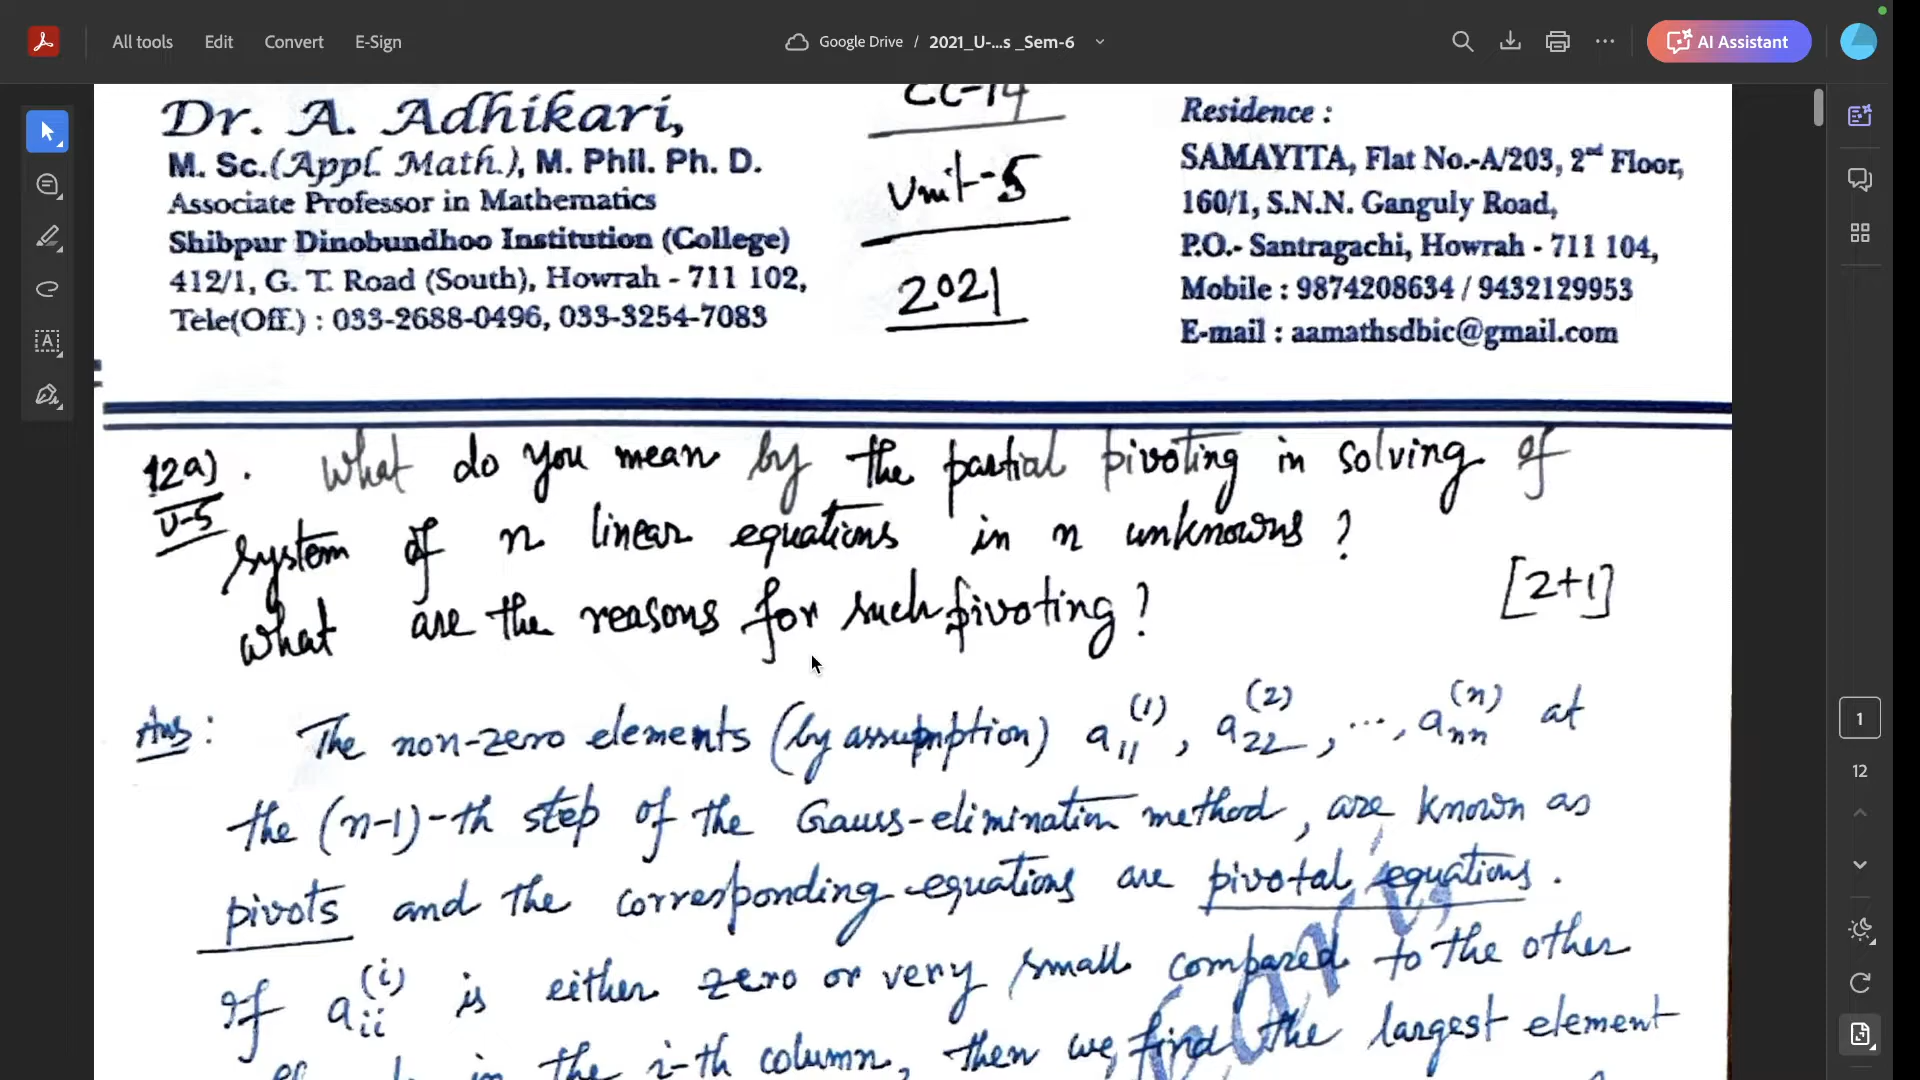 All tools Edit Convert E-Sign
Google Drive / 2021_U-...s _Sem-6
AI Assistant
Dr. A. Adhikari,
M. Sc.(Appl. Math.), M. Phil. Ph. D.
Associate Professor in Mathematics
Shibpur Dinobundhoo Institution (College)
412/1, G. T. Road (South), Howrah - 711 102,
Tele(Off.) : 033-2688-0496, 033-3254-7083
CC-14
Unit-5
2021
Residence :
SAMAYITA, Flat No.-A/203, 2nd Floor,
160/1, S.N.N. Ganguly Road,
P.O.- Santragachi, Howrah - 711 104,
Mobile : 9874208634 / 9432129953
E-mail : aamathsdbic@gmail.com
12a). What do you mean by the partial pivoting in solving of
U-5
system of n linear equations in n unknowns ?
What are the reasons for such pivoting ?
[2+1]
Ans : The non-zero elements (by assumption) a₁₁⁽¹⁾, a₂₂⁽²⁾, ..., aₙₙ⁽ⁿ⁾ at
the (n-1)-th step of the Gauss-elimination method, are known as
pivots and the corresponding equations are pivotal equations.
If aᵢᵢ⁽ⁱ⁾ is either zero or very small compared to the other
in the i-th column, then we find the largest element
1
12